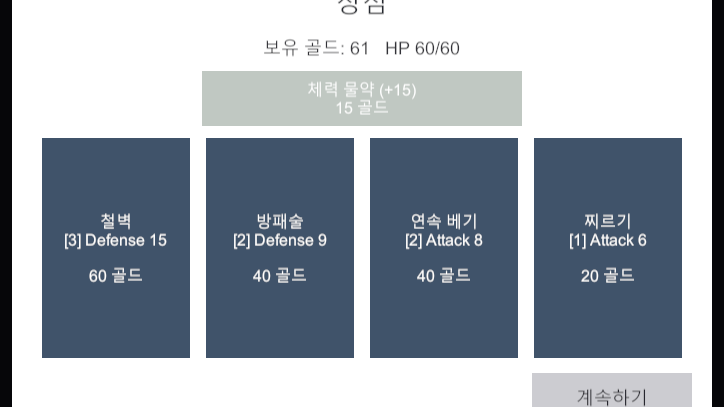 상점
보유 골드: 61 HP 60/60
체력 물약 (+15)
15 골드
철벽
[3] Defense 15
60 골드
방패술
[2] Defense 9
40 골드
연속 베기
[2] Attack 8
40 골드
찌르기
[1] Attack 6
20 골드
계속하기